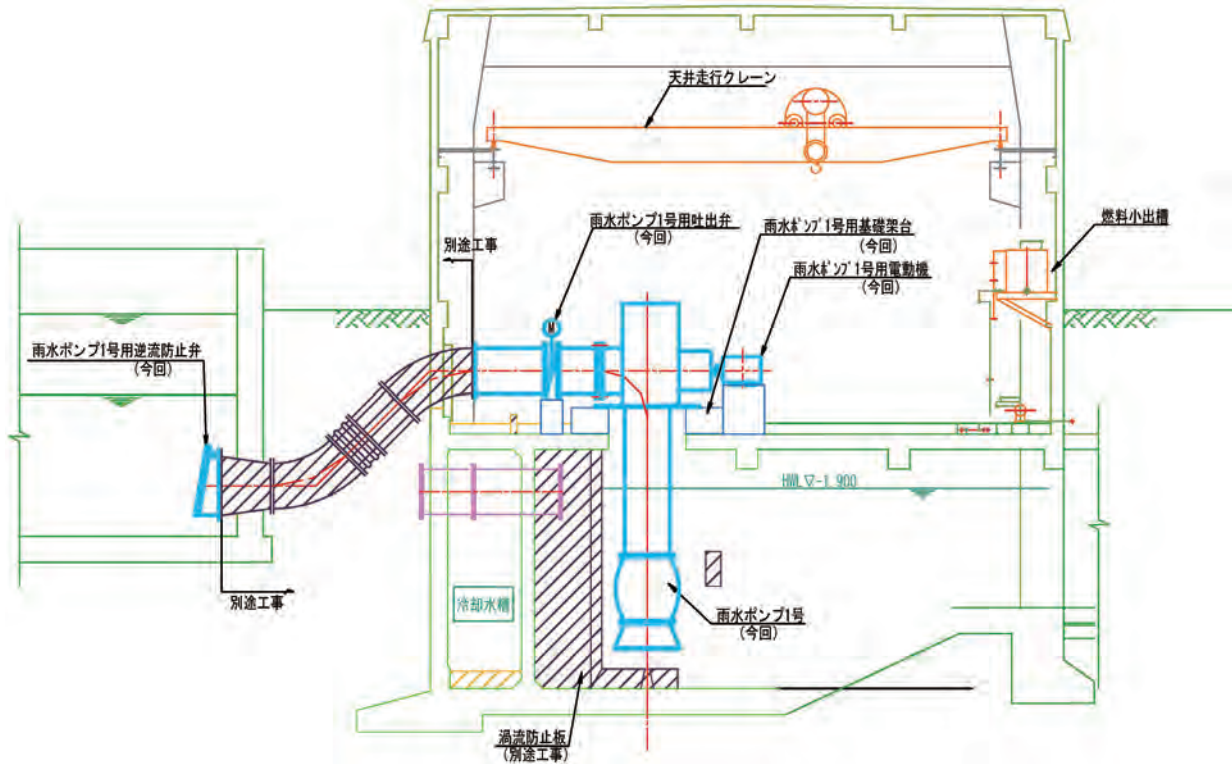 天井走行クレーン
雨水ポンプ1号用吐出弁
(今回)
雨水ﾎﾟﾝﾌﾟ1号用基礎架台
(今回)
燃料小出槽
別途工事
雨水ﾎﾟﾝﾌﾟ1号用電動機
(今回)
M
雨水ポンプ1号用逆流防止弁
(今回)
HWL▽-1.900
別途工事
冷却水槽
雨水ポンプ1号
(今回)
渦流防止板
(別途工事)